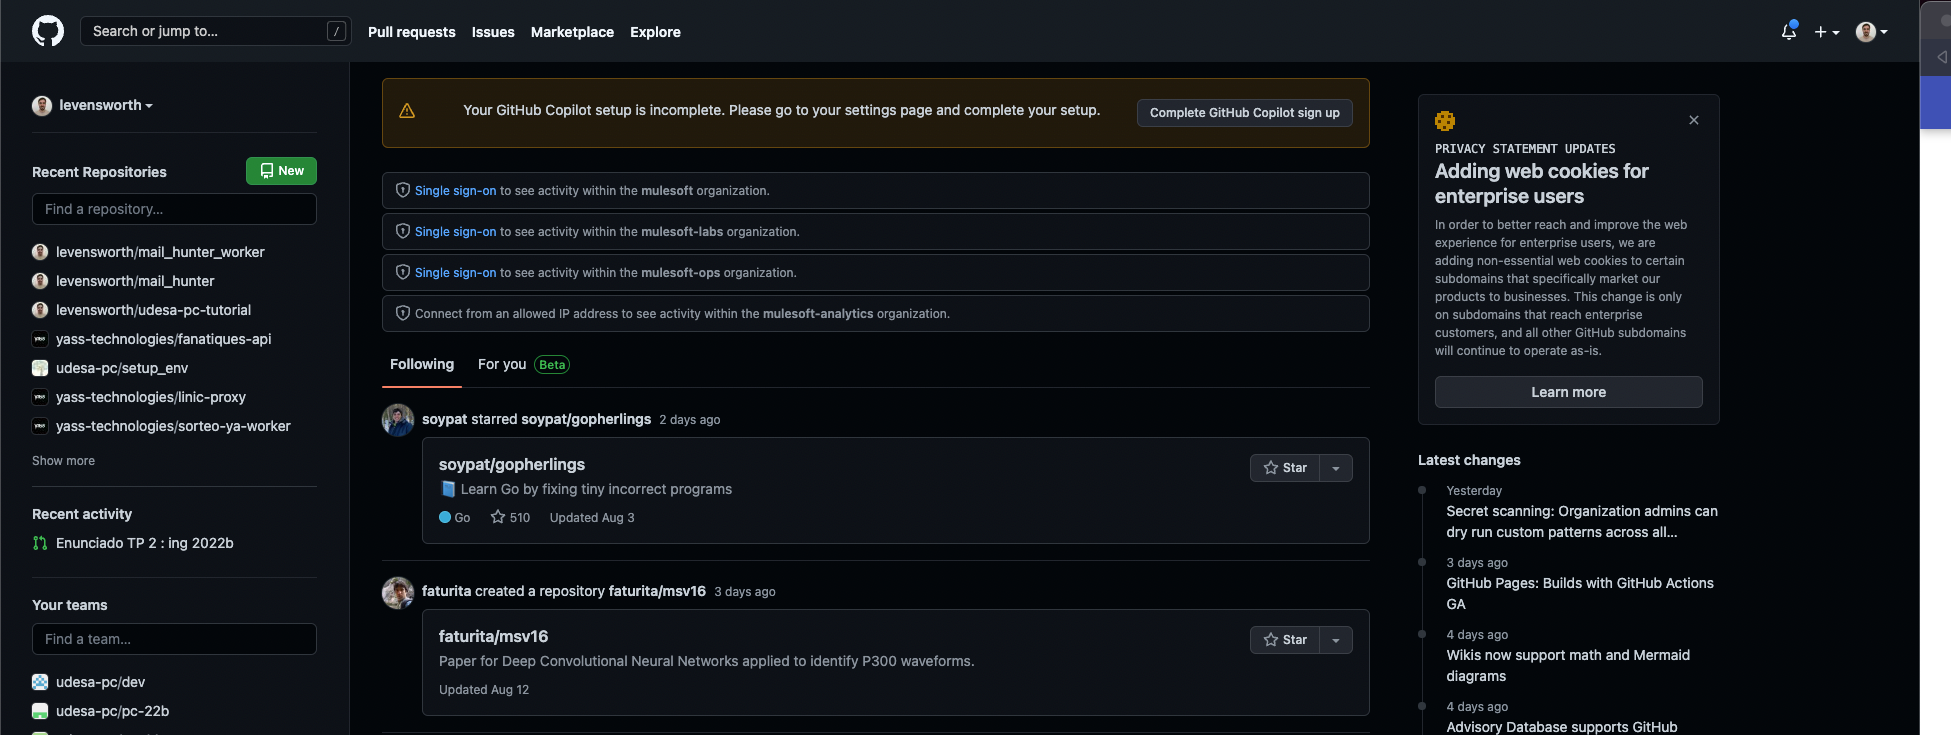 Search or jump to...
/
Pull requests
Issues
Marketplace
Explore
levensworth
Recent Repositories
New
Find a repository...
levensworth/mail_hunter_worker
levensworth/mail_hunter
levensworth/udesa-pc-tutorial
yass-technologies/fanatiques-api
udesa-pc/setup_env
yass-technologies/linic-proxy
yass-technologies/sorteo-ya-worker
Show more
Recent activity
Enunciado TP 2 : ing 2022b
Your teams
Find a team...
udesa-pc/dev
udesa-pc/pc-22b
Your GitHub Copilot setup is incomplete. Please go to your settings page and complete your setup.
Complete GitHub Copilot sign up
Single sign-on to see activity within the mulesoft organization.
Single sign-on to see activity within the mulesoft-labs organization.
Single sign-on to see activity within the mulesoft-ops organization.
Connect from an allowed IP address to see activity within the mulesoft-analytics organization.
Following
For you
Beta
soypat starred soypat/gopherlings 2 days ago
soypat/gopherlings
Star
Learn Go by fixing tiny incorrect programs
Go
510
Updated Aug 3
faturita created a repository faturita/msv16 3 days ago
faturita/msv16
Star
Paper for Deep Convolutional Neural Networks applied to identify P300 waveforms.
Updated Aug 12
PRIVACY STATEMENT UPDATES
Adding web cookies for
enterprise users
In order to better reach and improve the web
experience for enterprise users, we are
adding non-essential web cookies to certain
subdomains that specifically market our
products to businesses. This change is only
on subdomains that reach enterprise
customers, and all other GitHub subdomains
will continue to operate as-is.
Learn more
Latest changes
Yesterday
Secret scanning: Organization admins can
dry run custom patterns across all...
3 days ago
GitHub Pages: Builds with GitHub Actions
GA
4 days ago
Wikis now support math and Mermaid
diagrams
4 days ago
Advisory Database supports GitHub